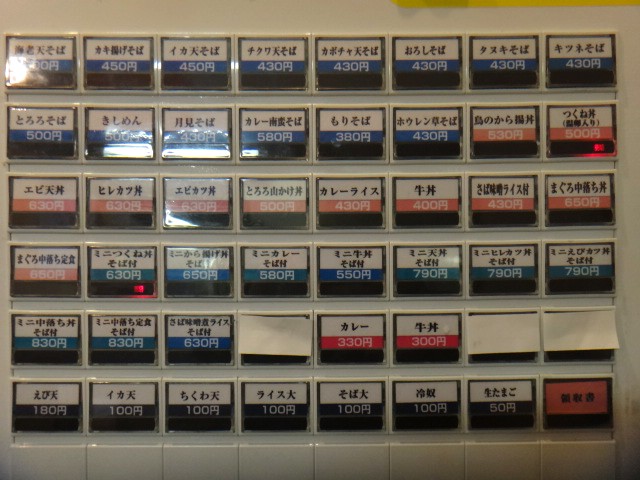 海老天そば カキ揚げそば イカ天そば チクワ天そば カボチャ天そば おろしそば タヌキそば キツネそば
450円 450円 430円 430円 430円 430円 430円
とろろそば きしめん 月見そば カレー南蛮そば もりそば ホウレン草そば 鳥のから揚丼 つくね丼
(温卵入り)
500円 500円 430円 580円 380円 430円 530円 500円
エビ天丼 ヒレカツ丼 エビカツ丼 とろろ山かけ丼 カレーライス 牛丼 さば味噌ライス付 まぐろ中落ち丼
630円 630円 630円 500円 430円 400円 430円 650円
まぐろ中落ち定食 ミニつくね丼 ミニから揚げ丼 ミニカレー ミニ牛丼 ミニ天丼 ミニヒレカツ丼 ミニえびカツ丼
そば付 そば付 そば付 そば付 そば付 そば付 そば付
650円 630円 650円 580円 550円 790円 790円 790円
ミニ中落ち丼 ミニ中落ち定食 さば味噌煮ライス カレー 牛丼
そば付 そば付 そば付
830円 830円 630円 330円 300円
えび天 イカ天 ちくわ天 ライス大 そば大 冷奴 生たまご 領収書
180円 100円 100円 100円 100円 100円 50円